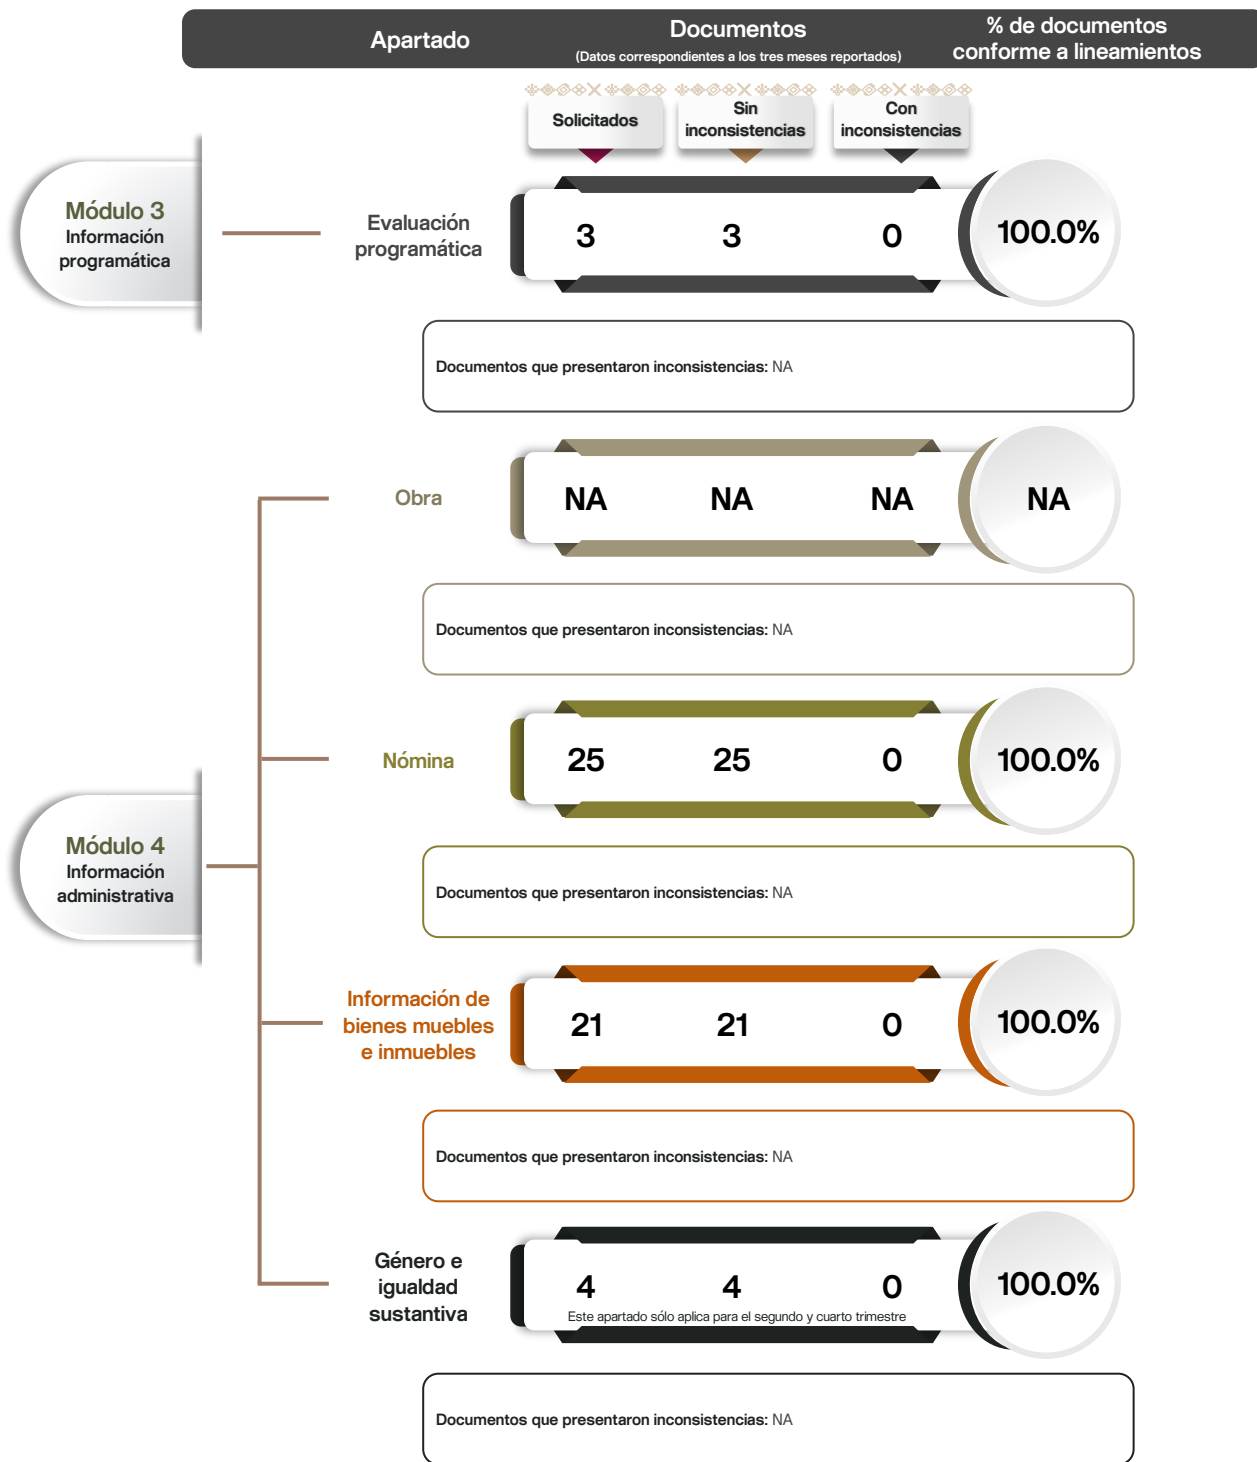 Apartado
Documentos
(Datos correspondientes a los tres meses reportados)
% de documentos
conforme a lineamientos
Solicitados
Sin
inconsistencias
Con
inconsistencias
Módulo 3
Información
programática
Evaluación
programática
3 3 0 100.0%
Documentos que presentaron inconsistencias: NA
Obra
NA NA NA NA
Documentos que presentaron inconsistencias: NA
Nómina
25 25 0 100.0%
Módulo 4
Información
administrativa
Documentos que presentaron inconsistencias: NA
Información de
bienes muebles
e inmuebles
21 21 0 100.0%
Documentos que presentaron inconsistencias: NA
Género e
igualdad
sustantiva
4 4 0 100.0%
Este apartado sólo aplica para el segundo y cuarto trimestre
Documentos que presentaron inconsistencias: NA